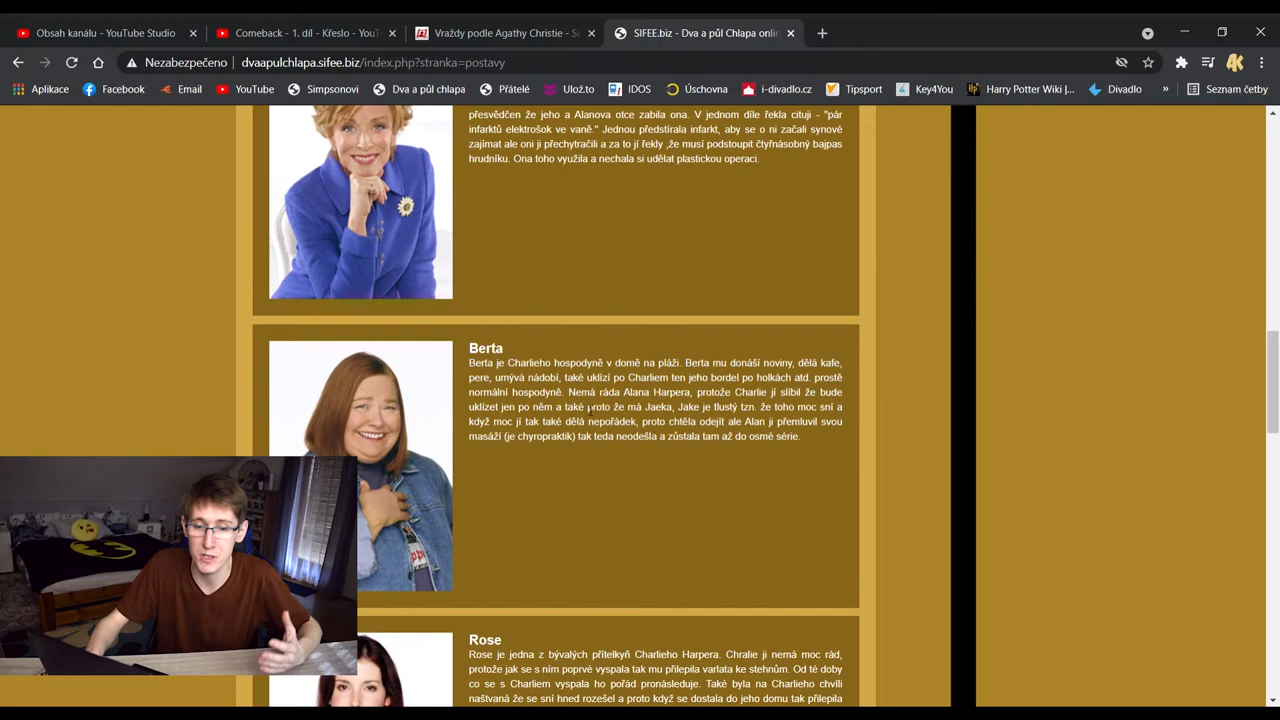 Obsah kanálu - YouTube Studio
Comeback - 1. díl - Křeslo - YouT
Vraždy podle Agathy Christie - Se
SIFEE.biz - Dva a půl Chlapa onlin
Nezabezpečeno
dvaapulchlapa.sifee.biz/index.php?stranka=postavy
Aplikace
Facebook
Email
YouTube
Simpsonovi
Dva a půl chlapa
Přátelé
Ulož.to
IDOS
Úschovna
i-divadlo.cz
Tipsport
Key4You
Harry Potter Wiki |...
Divadlo
»
Seznam četby
přesvědčen že jeho a Alanova otce zabila ona. V jednom díle řekla cituji - "pár
infarktů elektrošok ve vaně." Jednou předstírala infarkt, aby se o ni začali synové
zajímat ale oni ji přechytračili a za to jí řekly ,že musí podstoupit čtyřnásobný bajpas
hrudníku. Ona toho využila a nechala si udělat plastickou operaci.
Berta
Berta je Charlieho hospodyně v domě na pláži. Berta mu donáší noviny, dělá kafe,
pere, umývá nádobí, také uklízí po Charliem ten jeho bordel po holkách atd. prostě
normální hospodyně. Nemá ráda Alana Harpera, protože Charlie jí slíbil že bude
uklizet jen po něm a také proto že má Jaeka, Jake je tlustý tzn. že toho moc sní a
když moc jí tak také dělá nepořádek, proto chtěla odejít ale Alan ji přemluvil svou
masáží (je chyropraktik) tak teda neodešla a zůstala tam až do osmé série.
Rose
Rose je jedna z bývalých přítelkyň Charlieho Harpera. Chralie ji nemá moc rád,
protože jak se s ním poprvé vyspala tak mu přilepila varlata ke stehnům. Od té doby
co se s Charliem vyspala ho pořád pronásleduje. Také byla na Charlieho chvíli
naštvaná že se sní hned rozešel a proto když se dostala do jeho domu tak přilepila